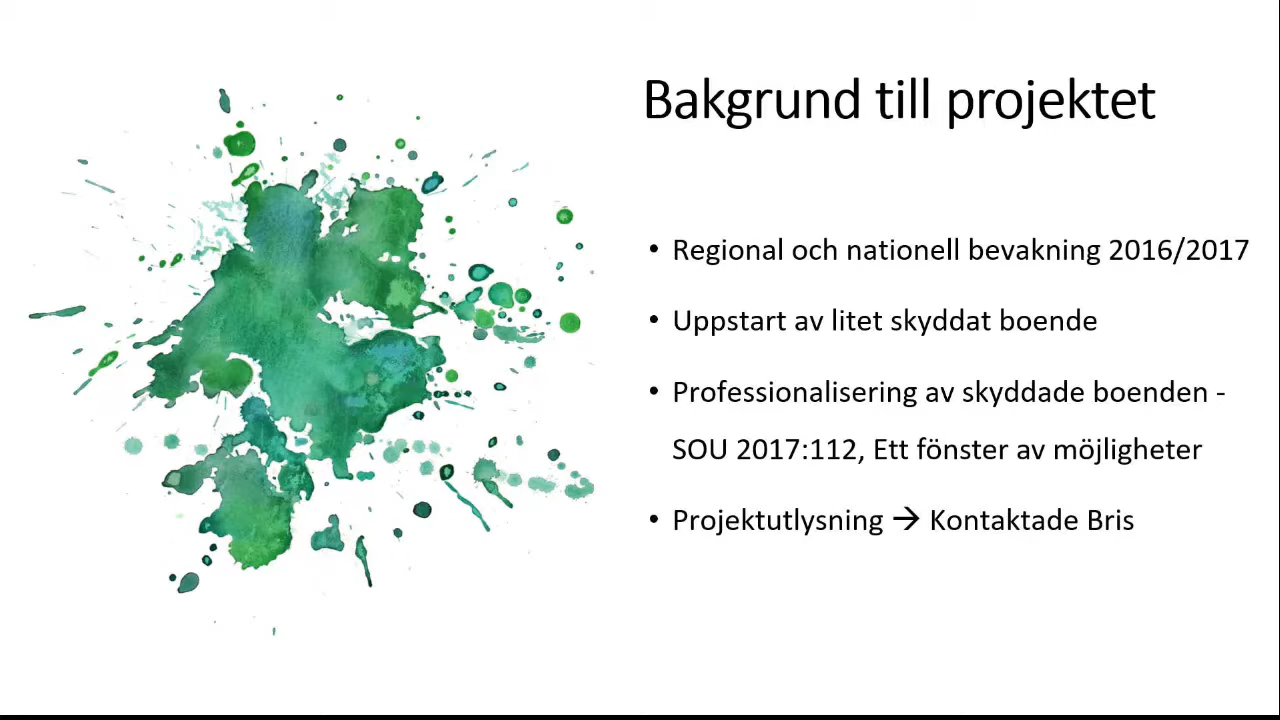 Bakgrund till projektet
• Regional och nationell bevakning 2016/2017
• Uppstart av litet skyddat boende
• Professionalisering av skyddade boenden -
SOU 2017:112, Ett fönster av möjligheter
• Projektutlysning → Kontaktade Bris